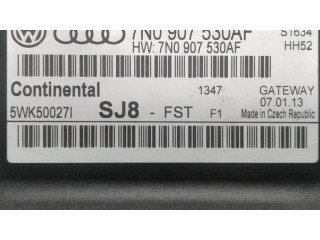 7N0 907 530AF
S1634
HW: 7N0 907 530AF
HH52
Continental
1347
GATEWAY
07.01.13
5WK50027I
SJ8 - FST F1
Made in Czech Republic